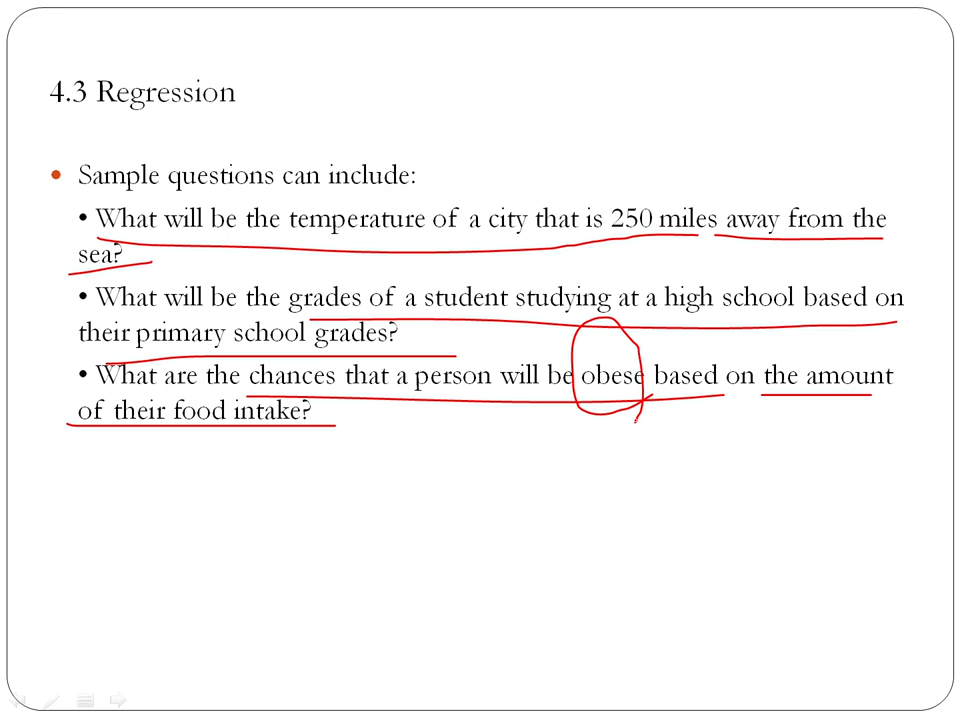 4.3 Regression
• Sample questions can include:
• What will be the temperature of a city that is 250 miles away from the
sea?
• What will be the grades of a student studying at a high school based on
their primary school grades?
• What are the chances that a person will be obese based on the amount
of their food intake?